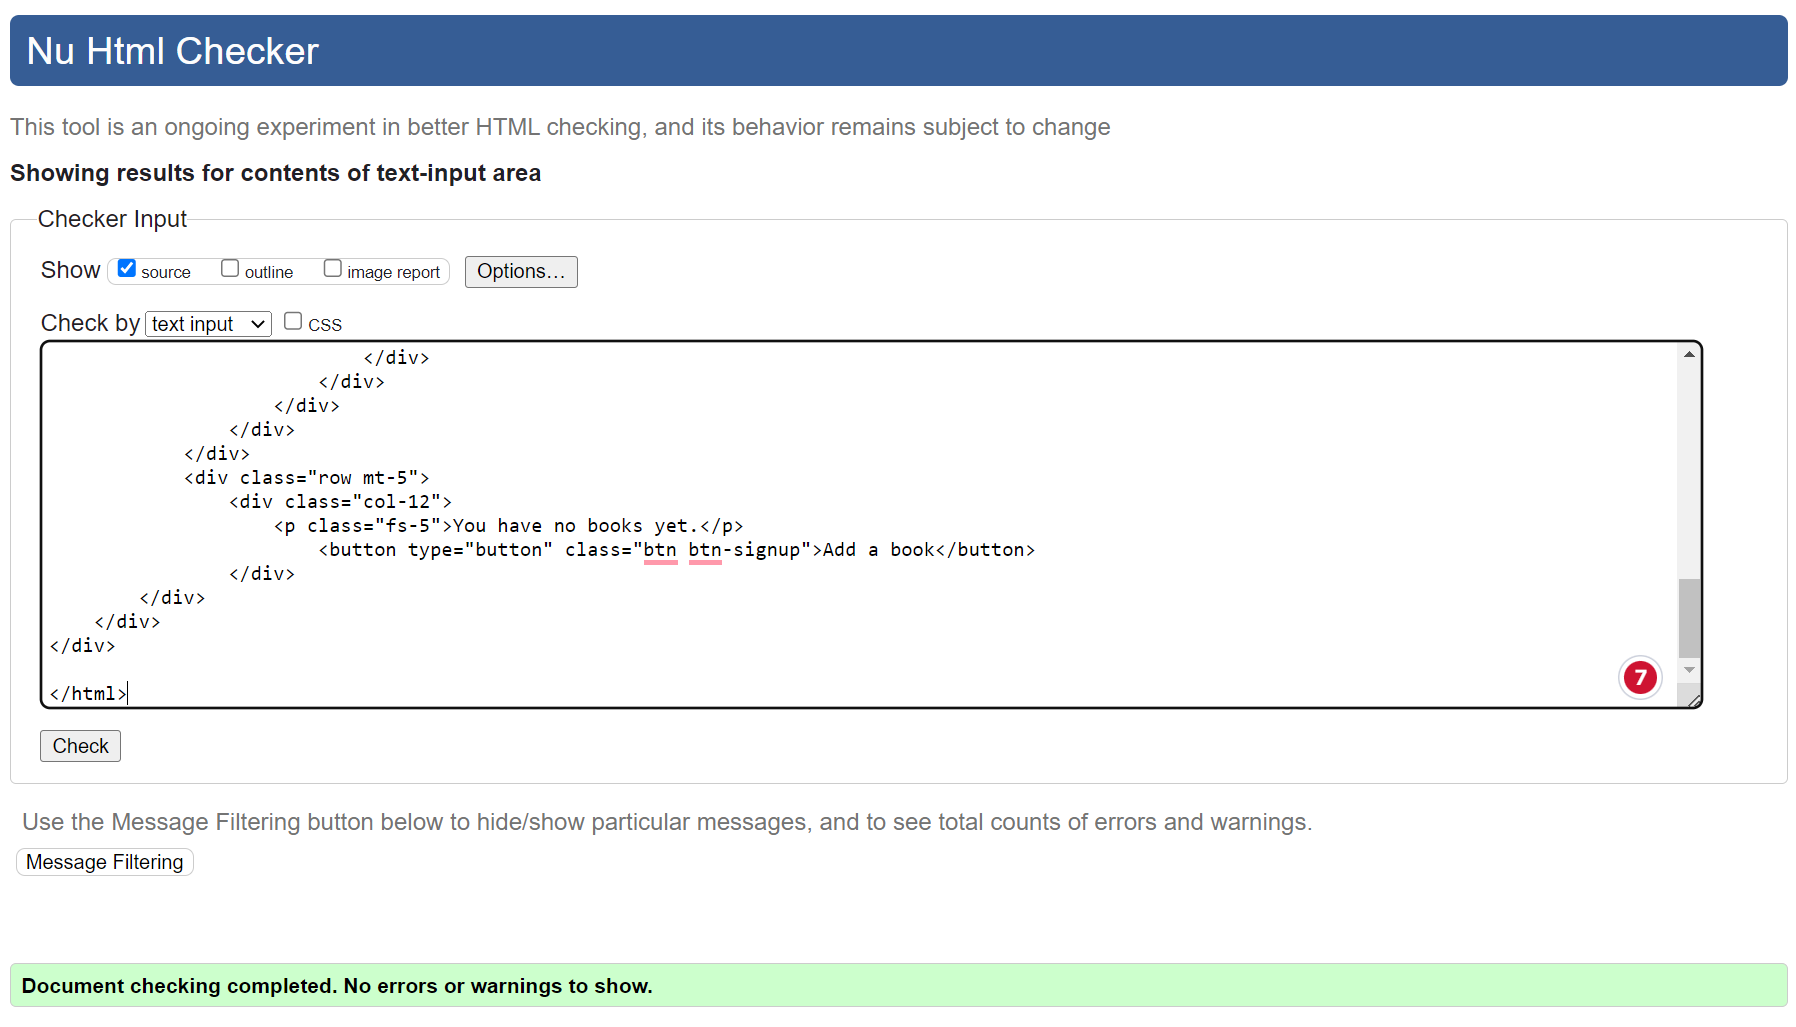 Nu Html Checker
This tool is an ongoing experiment in better HTML checking, and its behavior remains subject to change
Showing results for contents of text-input area
Checker Input
Show source outline image report Options...
Check by text input CSS
</div>
</div>
</div>
</div>
</div>
<div class="row mt-5">
<div class="col-12">
<p class="fs-5">You have no books yet.</p>
<button type="button" class="btn btn-signup">Add a book</button>
</div>
</div>
</div>
</div>
</html>
7
Check
Use the Message Filtering button below to hide/show particular messages, and to see total counts of errors and warnings.
Message Filtering
Document checking completed. No errors or warnings to show.